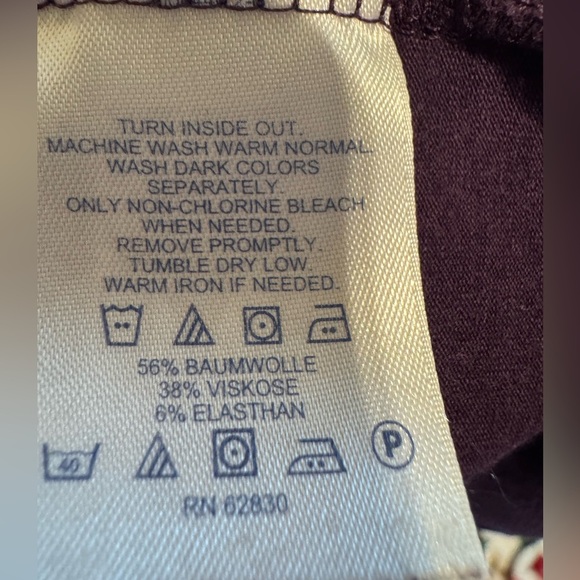 TURN INSIDE OUT.
MACHINE WASH WARM NORMAL.
WASH DARK COLORS
SEPARATELY.
ONLY NON-CHLORINE BLEACH
WHEN NEEDED.
REMOVE PROMPTLY.
TUMBLE DRY LOW.
WARM IRON IF NEEDED.
56% BAUMWOLLE
38% VISKOSE
6% ELASTHAN
40 P
RN 62830